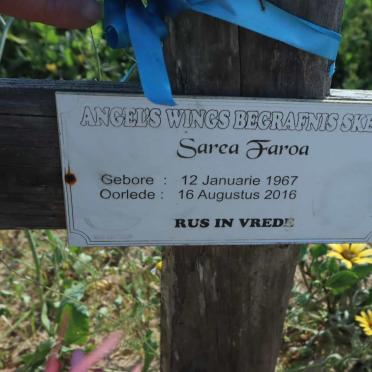 ANGEL'S WINGS BEGRAFNIS SKE
Sarea Faroa
Gebore : 12 Januarie 1967
Oorlede : 16 Augustus 2016
RUS IN VREDE